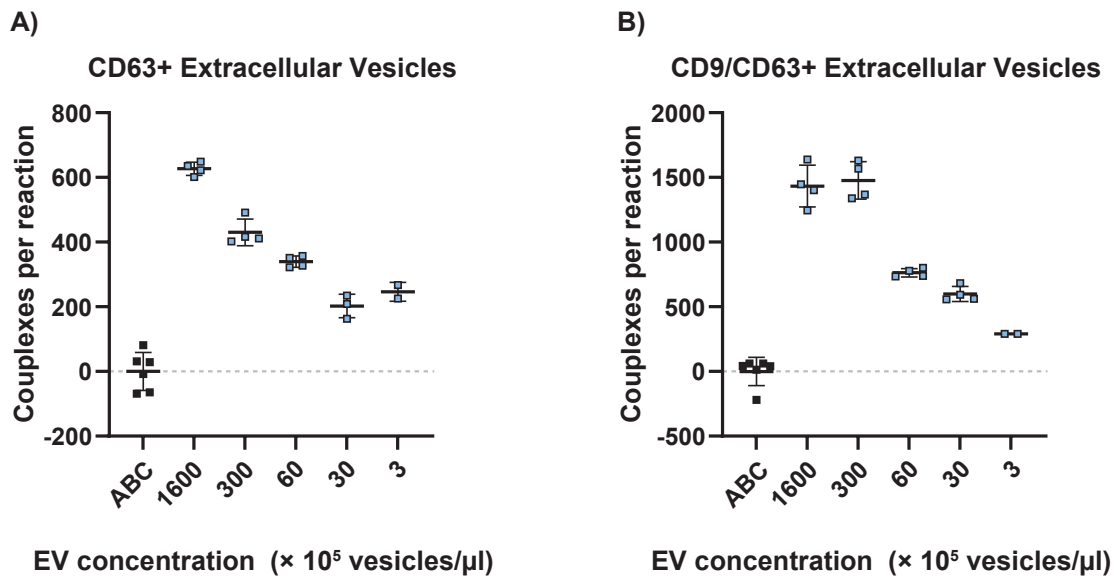 A)
CD63+ Extracellular Vesicles
Couplexes per reaction
800
600
400
200
0
-200
ABC
1600
300
60
30
3
EV concentration (× 10⁵ vesicles/µl)
B)
CD9/CD63+ Extracellular Vesicles
Couplexes per reaction
2000
1500
1000
500
0
-500
ABC
1600
300
60
30
3
EV concentration (× 10⁵ vesicles/µl)